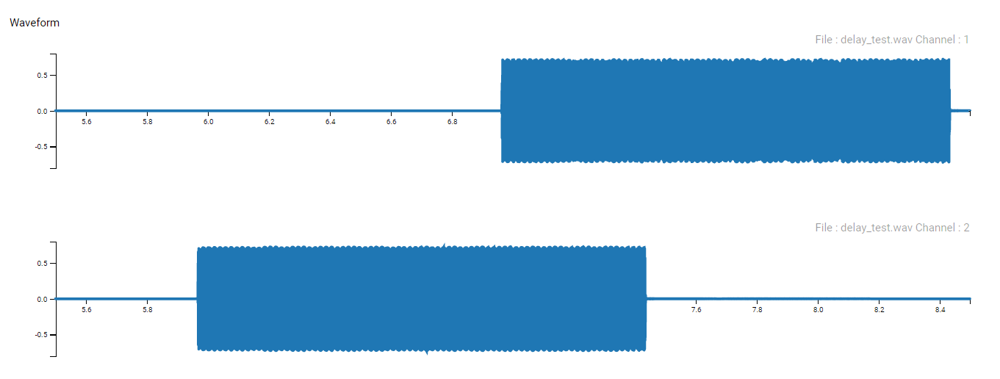 Waveform
File : delay_test.wav Channel : 1
0.5
0.0
-0.5
5.6 5.8 6.0 6.2 6.4 6.6 6.8
File : delay_test.wav Channel : 2
0.5
0.0
-0.5
5.6 5.8 7.6 7.8 8.0 8.2 8.4